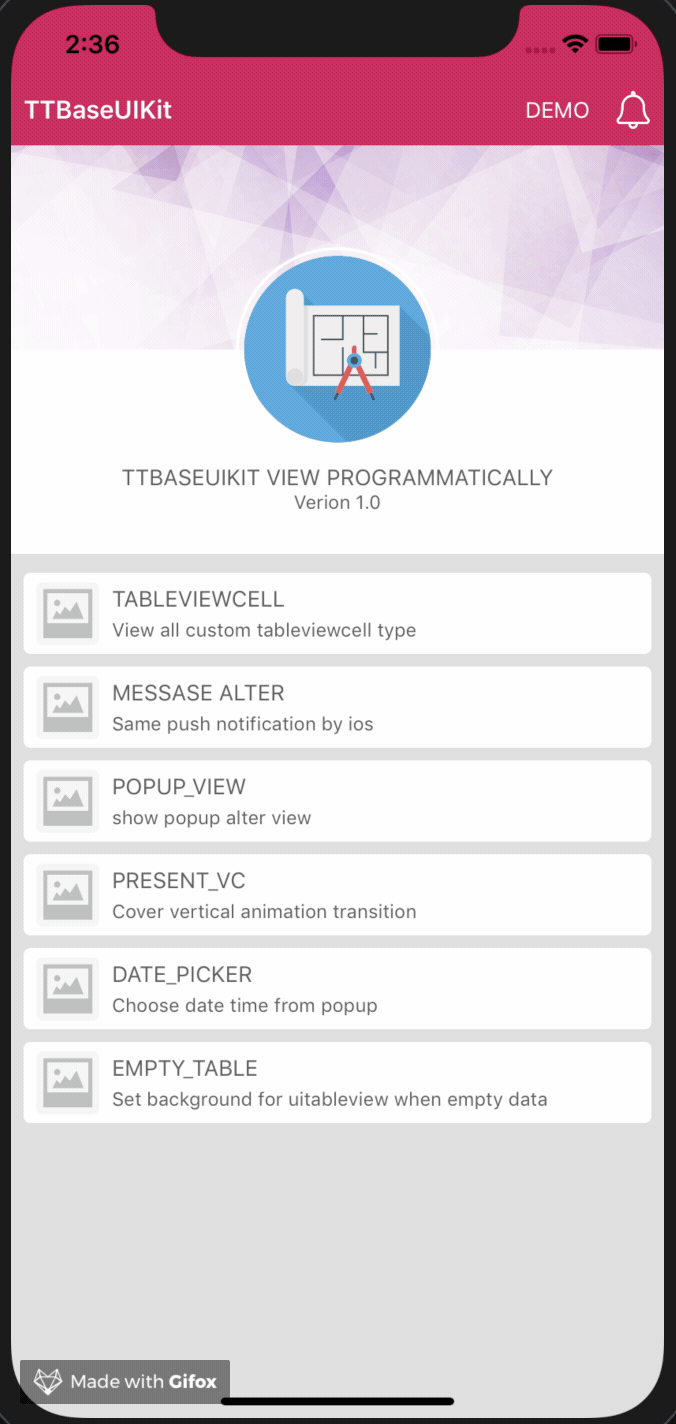 2:36
TTBaseUIKit
DEMO
TTBASEUIKIT VIEW PROGRAMMATICALLY
Verion 1.0
TABLEVIEWCELL
View all custom tableviewcell type
MESSASE ALTER
Same push notification by ios
POPUP_VIEW
show popup alter view
PRESENT_VC
Cover vertical animation transition
DATE_PICKER
Choose date time from popup
EMPTY_TABLE
Set background for uitableview when empty data
Made with Gifox